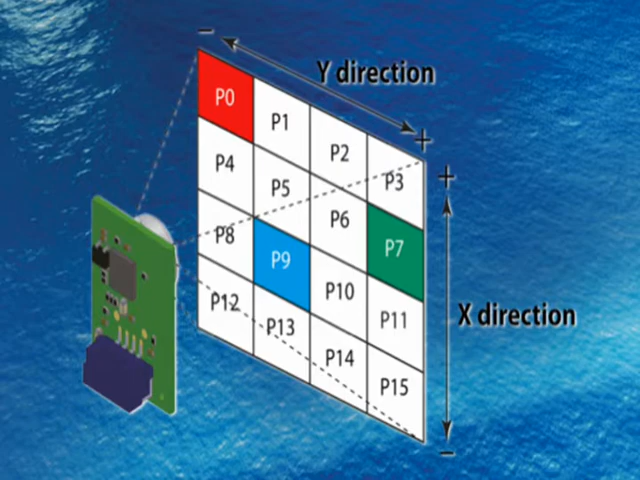 −
Y direction
+
P0 P1 P2 P3
+
P4 P5 P6 P7
P8 P9 P10 P11
X direction
P12 P13 P14 P15
−